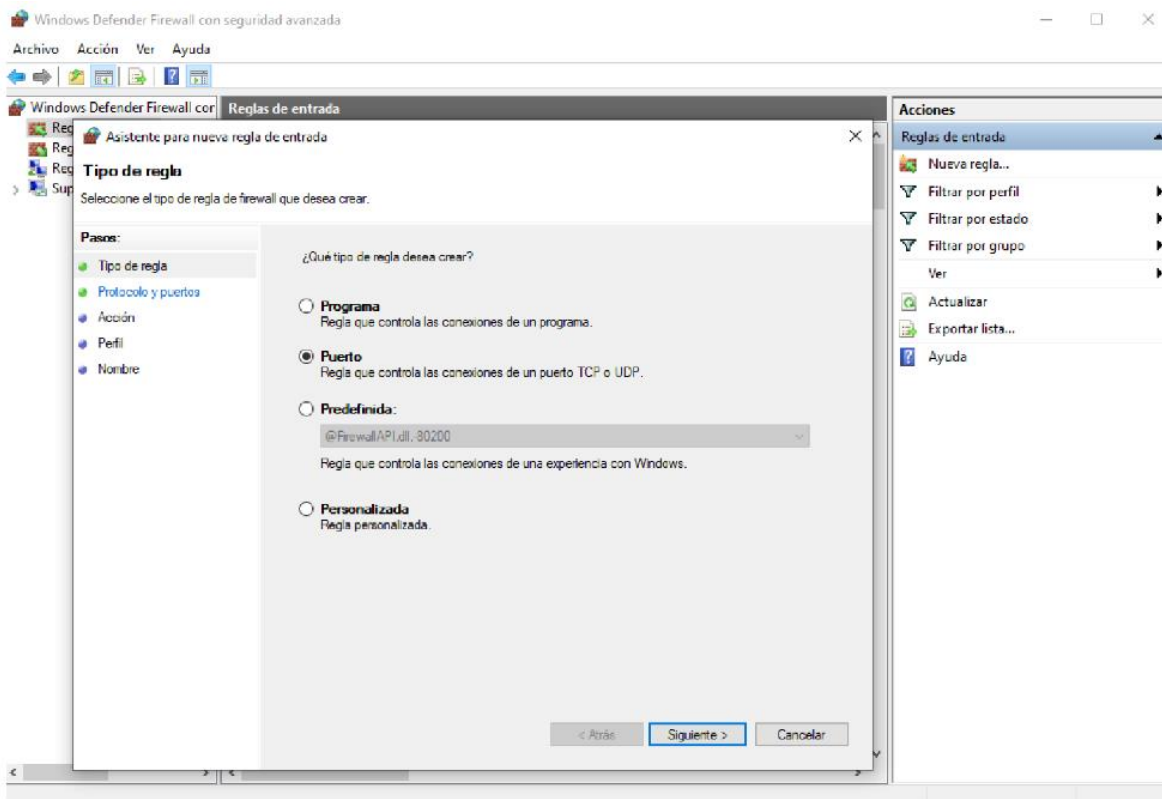 Windows Defender Firewall con seguridad avanzada
Archivo Acción Ver Ayuda
Windows Defender Firewall cor
Reg
Reg
Reg
Sup
Reglas de entrada
Asistente para nueva regla de entrada
Tipo de regla
Seleccione el tipo de regla de firewall que desea crear.
Pasos:
Tipo de regla
Protocolo y puertos
Acción
Perfil
Nombre
¿Qué tipo de regla desea crear?
Programa
Regla que controla las conexiones de un programa.
Puerto
Regla que controla las conexiones de un puerto TCP o UDP.
Predefinida:
@FirewallAPI.dll,-80200
Regla que controla las conexiones de una experiencia con Windows.
Personalizada
Regla personalizada.
< Atrás
Siguiente >
Cancelar
Acciones
Reglas de entrada
Nueva regla...
Filtrar por perfil
Filtrar por estado
Filtrar por grupo
Ver
Actualizar
Exportar lista...
Ayuda